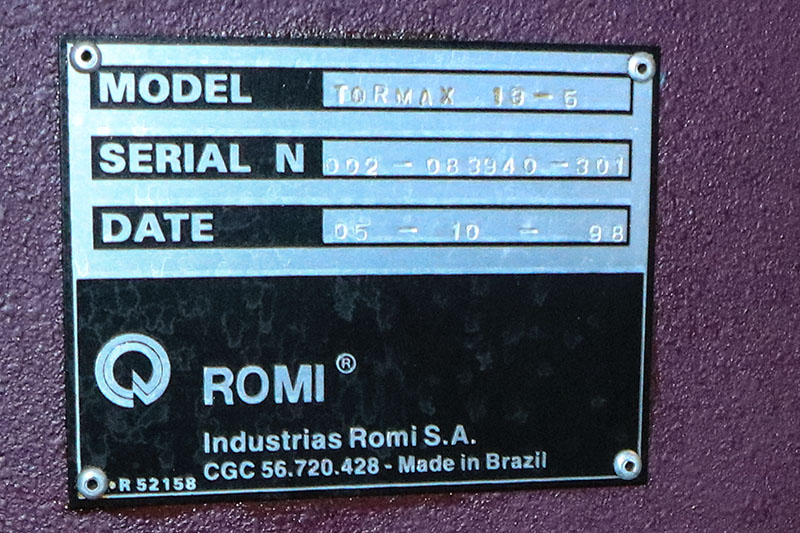 MODEL TORMAX 13-5
SERIAL N 002-083940-301
DATE 05 - 10 - 98
ROMI ®
Industrias Romi S.A.
CGC 56.720.428 - Made in Brazil
R 52158